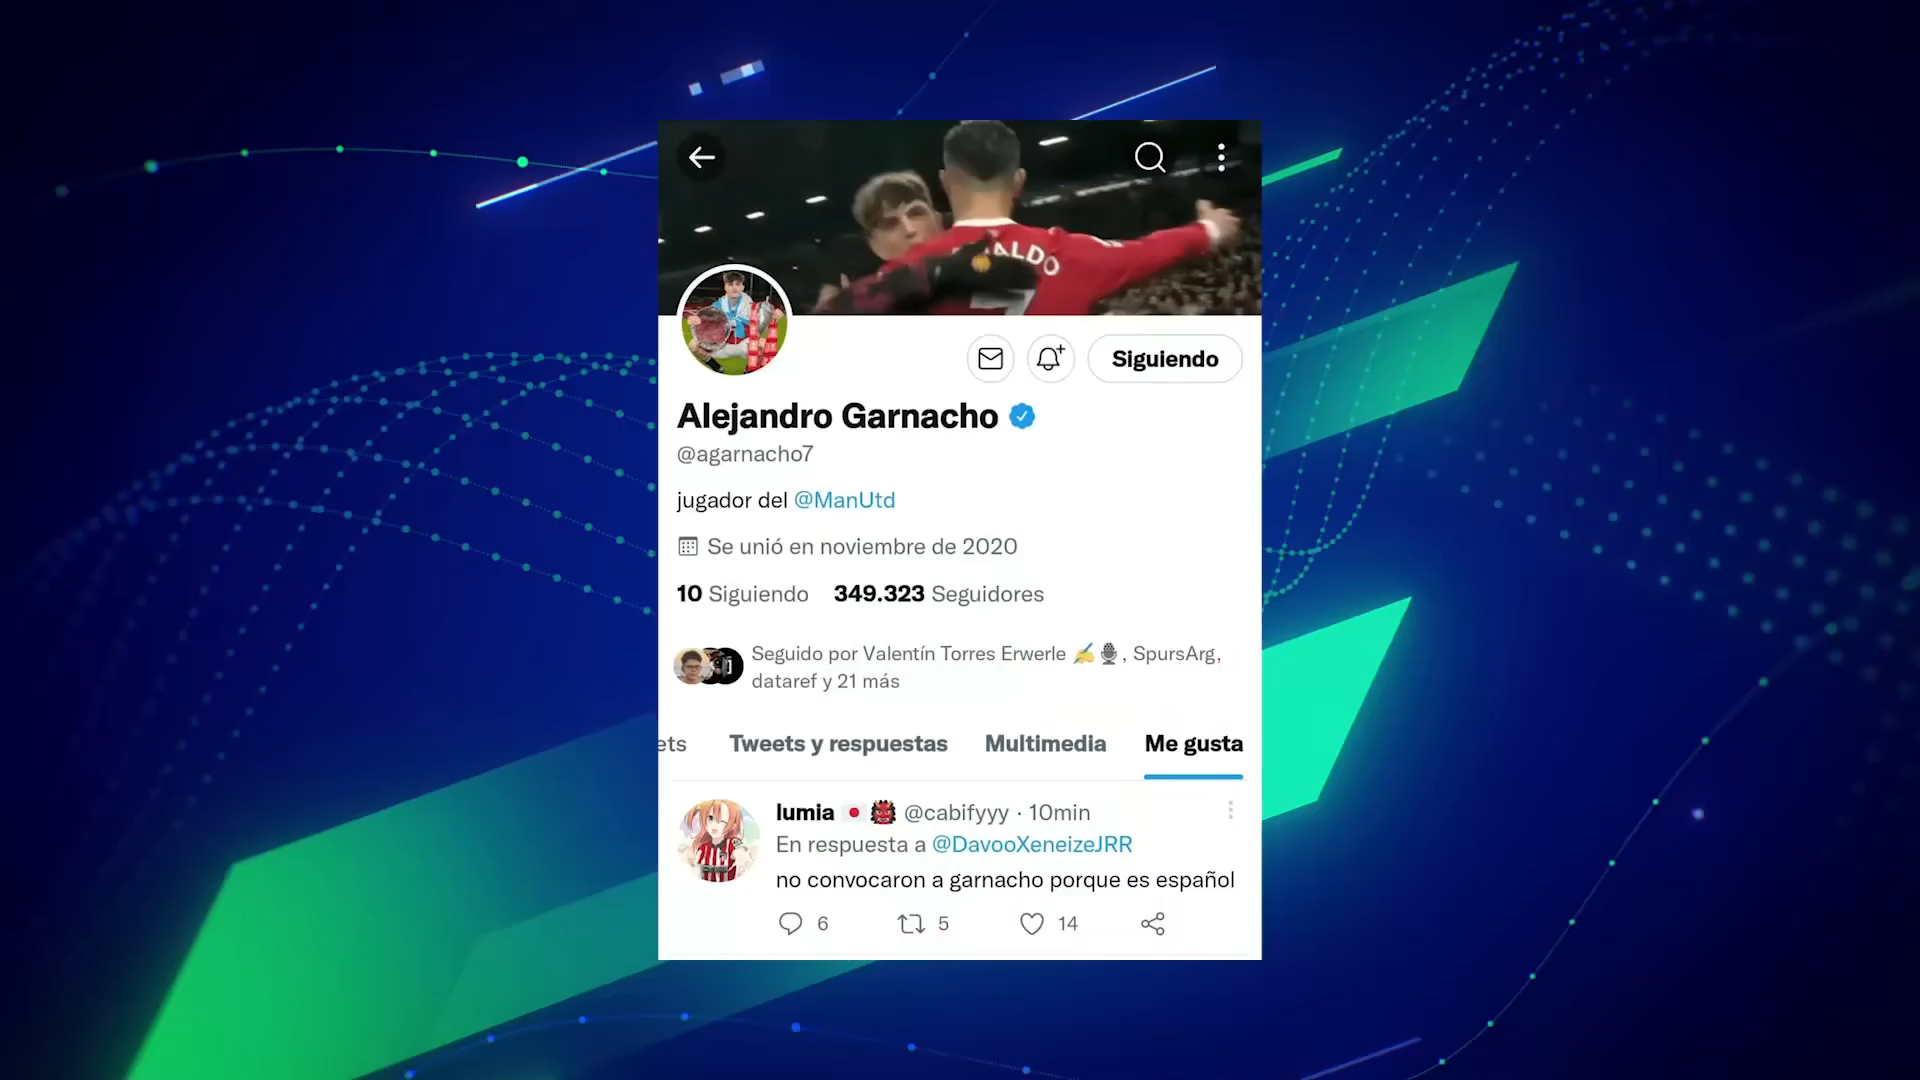 ALDO
7
Siguiendo
Alejandro Garnacho
@agarnacho7
jugador del @ManUtd
Se unió en noviembre de 2020
10 Siguiendo 349.323 Seguidores
Seguido por Valentín Torres Erwerle ✍️🎙️, SpursArg,
dataref y 21 más
ets Tweets y respuestas Multimedia Me gusta
lumia 🇯🇵 👹 @cabifyyy · 10min
En respuesta a @DavooXeneizeJRR
no convocaron a garnacho porque es español
6 5 14